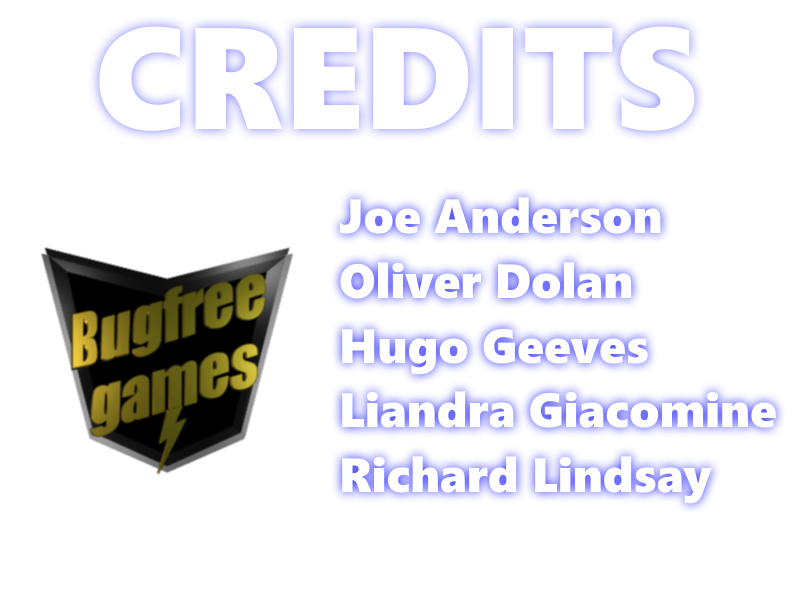 CREDITS
Bugfree
games
Joe Anderson
Oliver Dolan
Hugo Geeves
Liandra Giacomine
Richard Lindsay